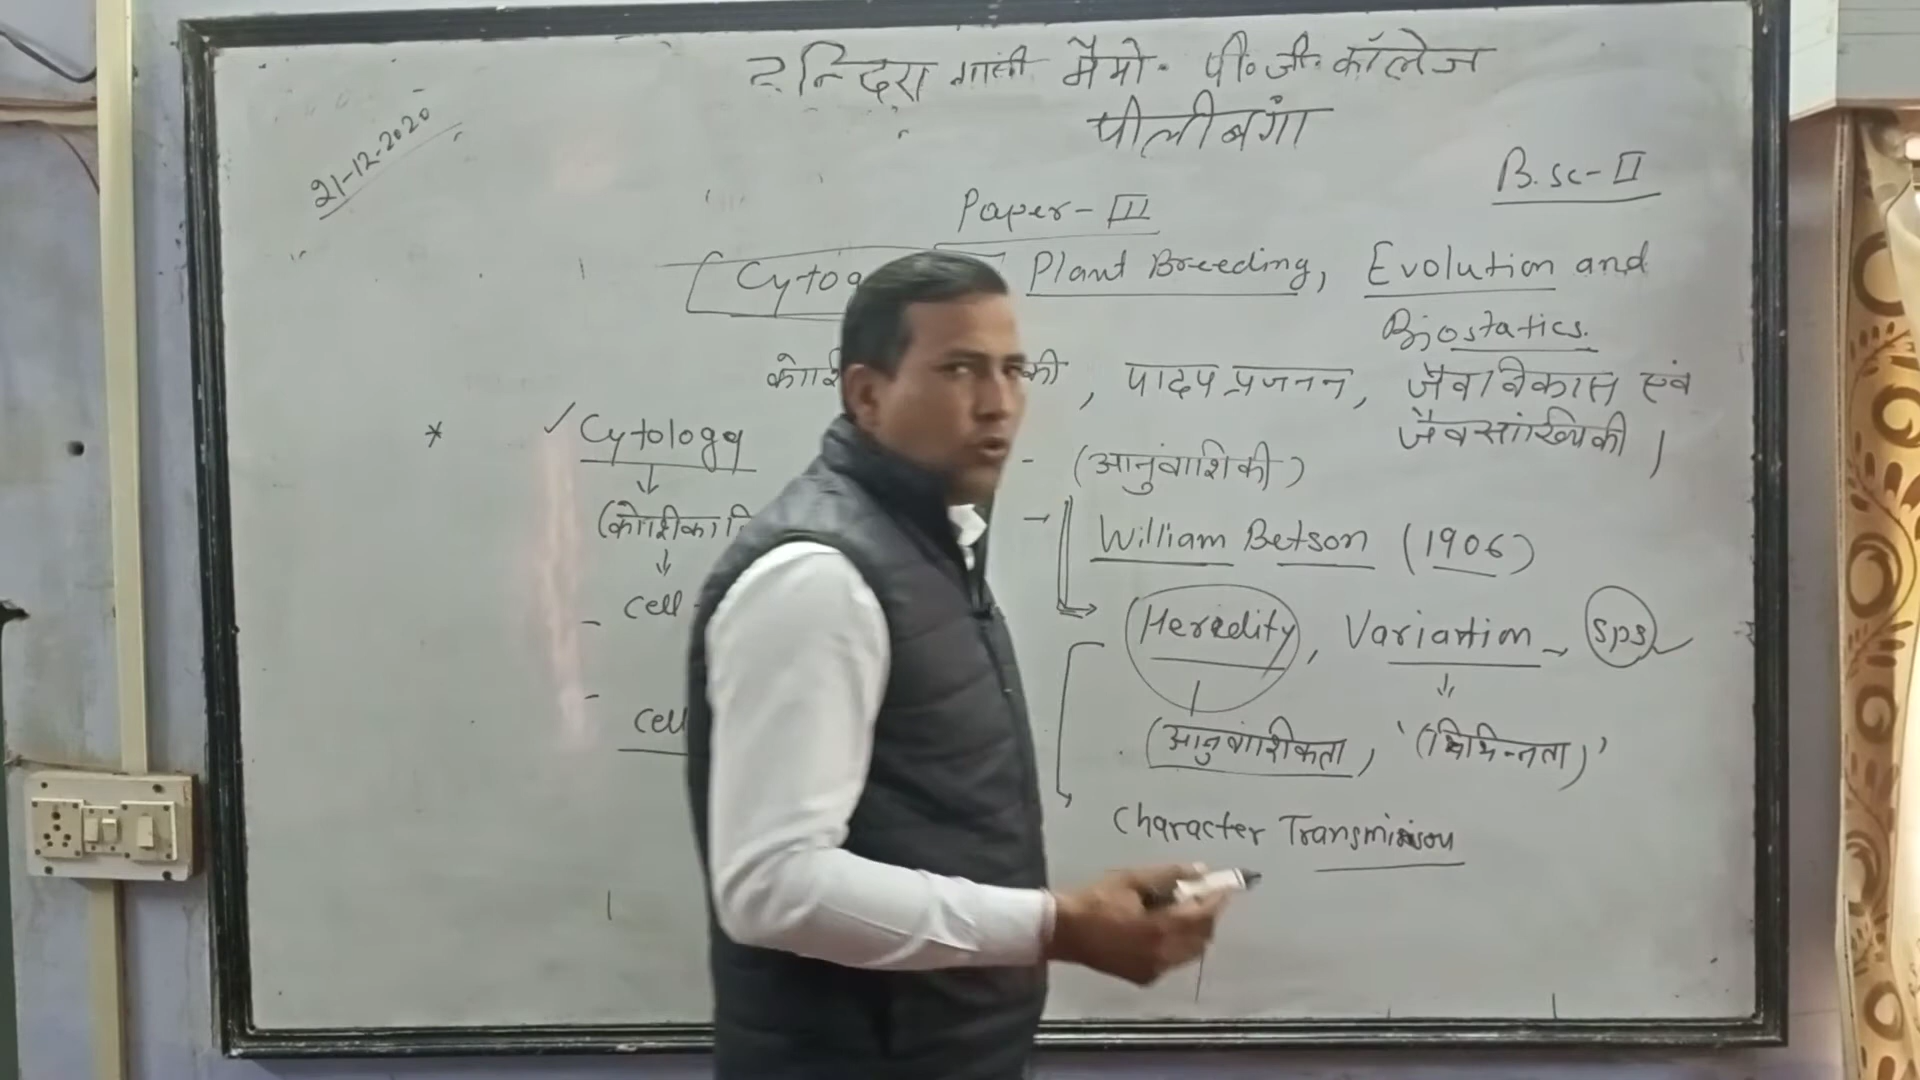 इन्दिरा गांधी मैमो. पी.जी. कॉलेज
पीलीबंगा
21-12-2020
B.Sc-II
Paper-III
Plant Breeding, Evolution and
Biostatics.
पादप प्रजनन, जैव विकास एवं
जैवसांख्यिकी |
* ✓ Cytology
- (आनुवांशिकी)
→ William Betson (1906)
Cell
(Heredity, Variation → Sps
(आनुवांशिकता, (विभिन्नता)
Cell
Character Transmission